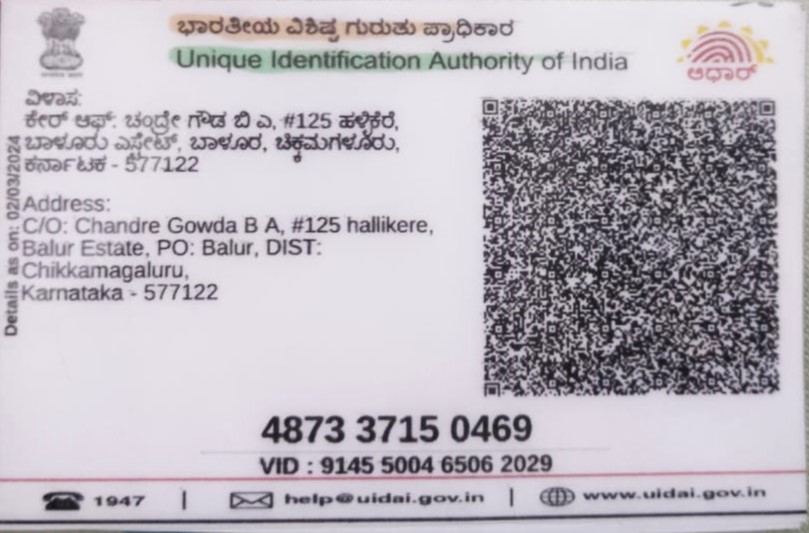 ಭಾರತೀಯ ವಿಶಿಷ್ಟ ಗುರುತು ಪ್ರಾಧಿಕಾರ
Unique Identification Authority of India
ಆಧಾರ್
ವಿಳಾಸ:
ಕೇರ್ ಆಫ್: ಚಂದ್ರೇ ಗೌಡ ಬಿ ಎ, #125 ಹಳ್ಳಿಕೆರೆ,
ಬಾಳೂರು ಎಸ್ಟೇಟ್, ಬಾಳೂರ, ಚಿಕ್ಕಮಗಳೂರು,
ಕರ್ನಾಟಕ - 577122
Address:
C/O: Chandre Gowda B A, #125 hallikere,
Balur Estate, PO: Balur, DIST:
Chikkamagaluru,
Karnataka - 577122
Details as on: 02/03/2024
4873 3715 0469
VID : 9145 5004 6506 2029
1947 | help@uidai.gov.in | www.uidai.gov.in